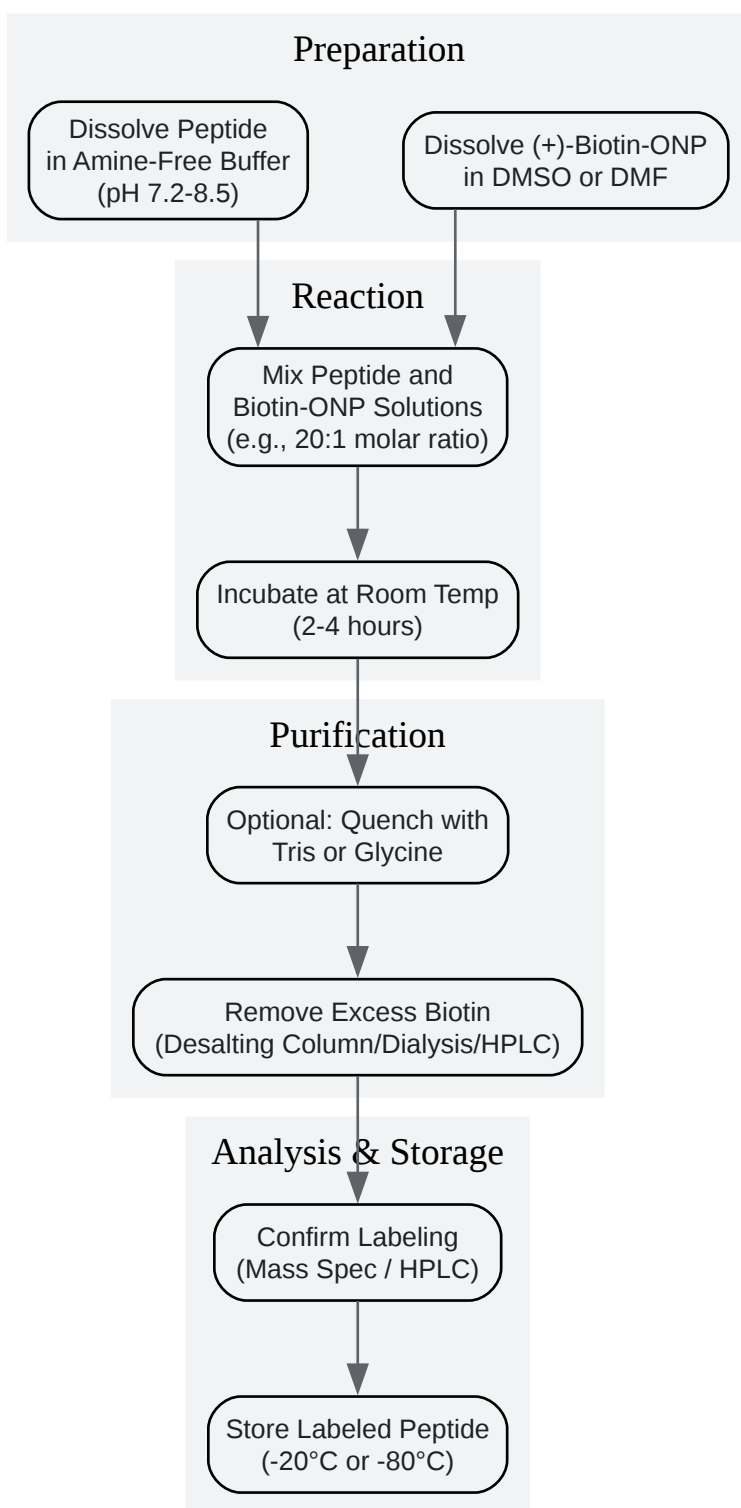 Preparation
Dissolve Peptide
in Amine-Free Buffer
(pH 7.2-8.5)
Dissolve (+)-Biotin-ONP
in DMSO or DMF
Reaction
Mix Peptide and
Biotin-ONP Solutions
(e.g., 20:1 molar ratio)
Incubate at Room Temp
(2-4 hours)
Purification
Optional: Quench with
Tris or Glycine
Remove Excess Biotin
(Desalting Column/Dialysis/HPLC)
Analysis & Storage
Confirm Labeling
(Mass Spec / HPLC)
Store Labeled Peptide
(-20°C or -80°C)